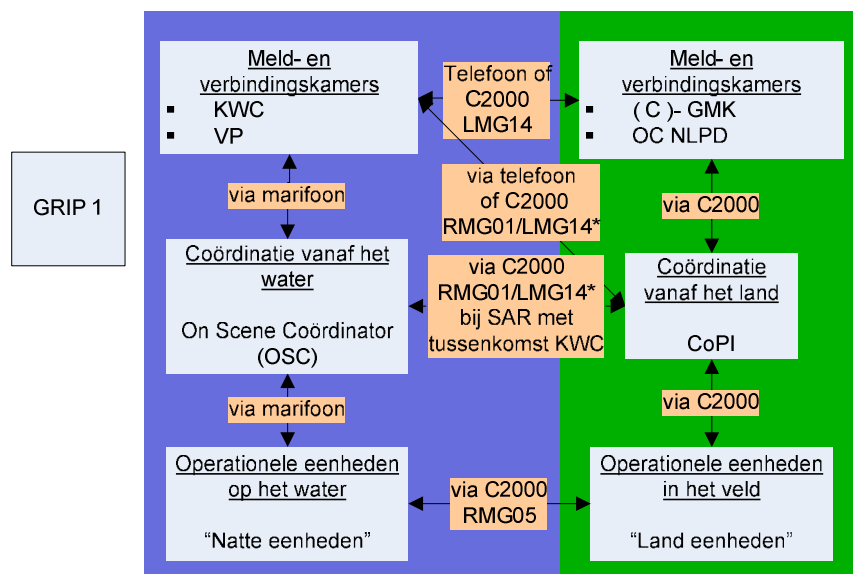 GRIP 1
Meld- en
verbindingskamers
▪ KWC
▪ VP
Telefoon of
C2000
LMG14
Meld- en
verbindingskamers
▪ ( C )- GMK
▪ OC NLPD
via marifoon
via telefoon
of C2000
RMG01/LMG14*
via C2000
Coördinatie vanaf het
water
On Scene Coördinator
(OSC)
via C2000
RMG01/LMG14*
bij SAR met
tussenkomst KWC
Coördinatie
vanaf het land
CoPI
via marifoon
via C2000
Operationele eenheden
op het water
“Natte eenheden”
via C2000
RMG05
Operationele eenheden
in het veld
“Land eenheden”